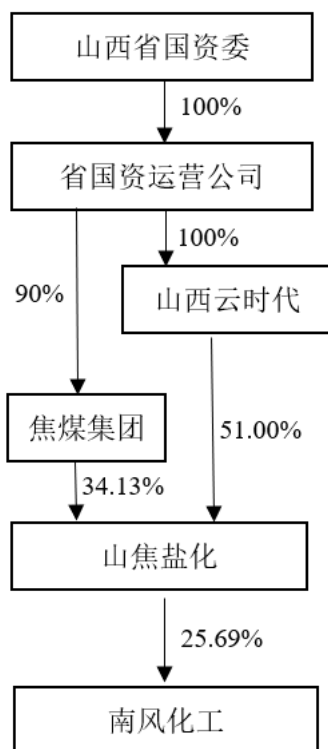 山西省国资委
100%
省国资运营公司
100%
90%
山西云时代
焦煤集团
51.00%
34.13%
山焦盐化
25.69%
南风化工